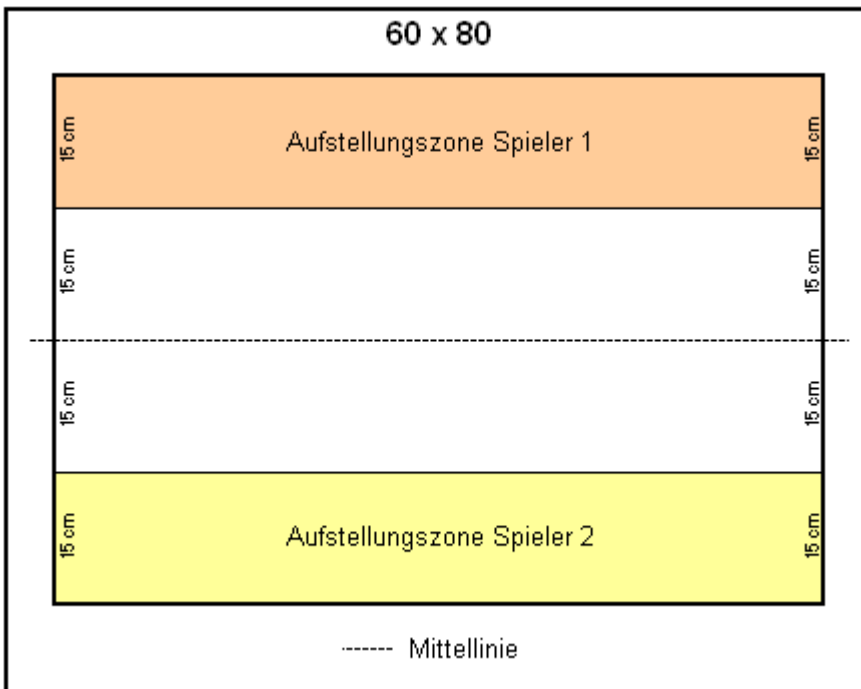 60 x 80
15 cm Aufstellungszone Spieler 1 15 cm
15 cm 15 cm
15 cm 15 cm
15 cm Aufstellungszone Spieler 2 15 cm
Mittellinie